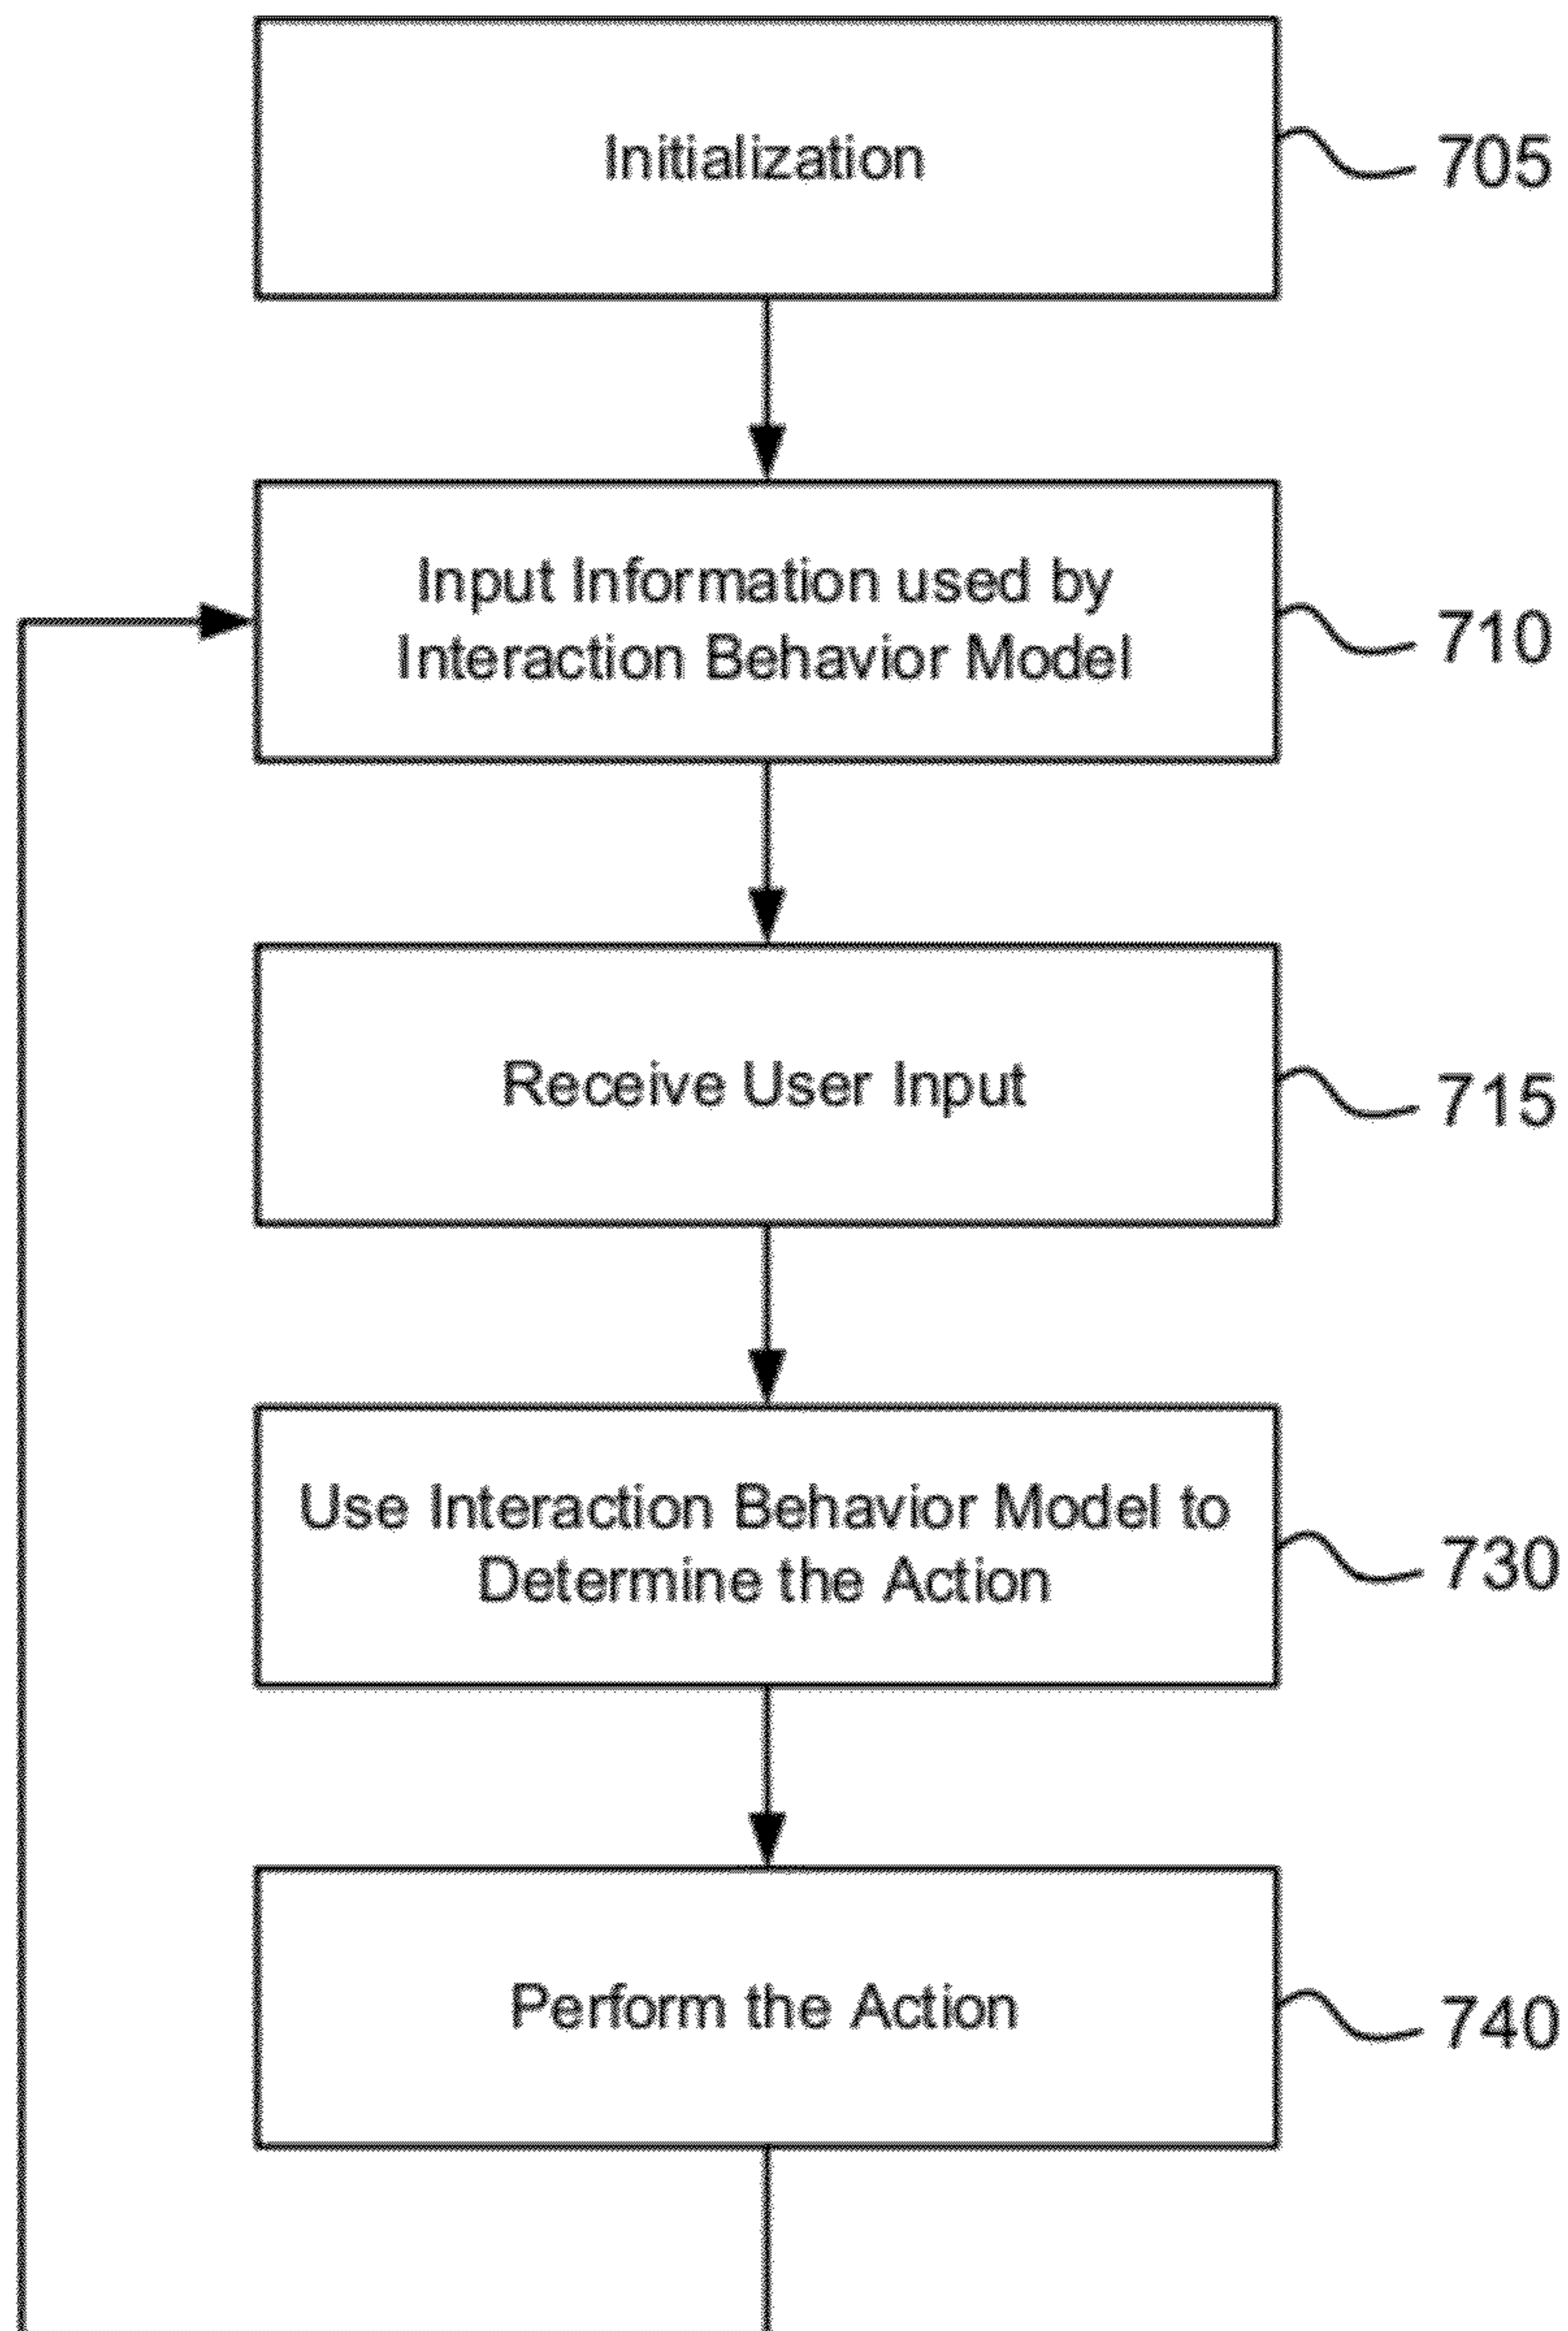 Initialization
705
Input Information used by
Interaction Behavior Model
710
Receive User Input
715
Use Interaction Behavior Model to
Determine the Action
730
Perform the Action
740